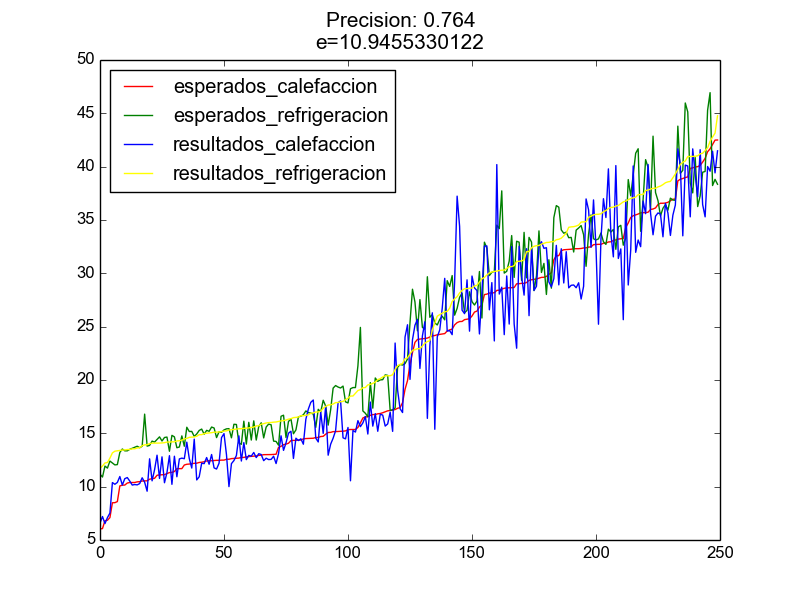 Precision: 0.764
e=10.9455330122
50
45
40
35
30
25
20
15
10
5
esperados_calefaccion
esperados_refrigeracion
resultados_calefaccion
resultados_refrigeracion
0 50 100 150 200 250